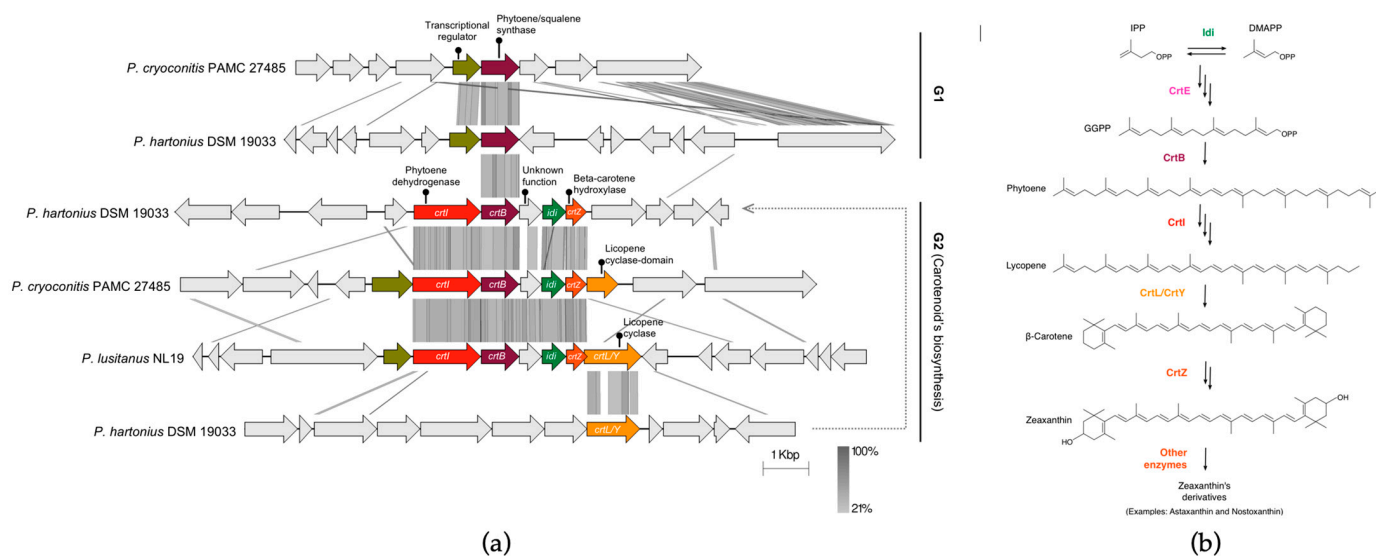 Transcriptional
regulator
Phytoene/squalene
synthase
P. cryoconitis PAMC 27485
P. hartonius DSM 19033
G1
Phytoene
dehydrogenase
Unknown
function
Beta-carotene
hydroxylase
P. hartonius DSM 19033
crtI
crtB
idi
crtZ
Licopene
cyclase-domain
P. cryoconitis PAMC 27485
crtI
crtB
idi
crtZ
Licopene
cyclase
P. lusitanus NL19
crtI
crtB
idi
crtZ
crtL/Y
P. hartonius DSM 19033
crtL/Y
G2 (Carotenoid's biosynthesis)
1 Kbp
100%
21%
(a)
IPP
Idi
DMAPP
OPP
OPP
CrtE
GGPP
OPP
CrtB
Phytoene
CrtI
Lycopene
CrtL/CrtY
β-Carotene
CrtZ
Zeaxanthin
OH
HO
Other
enzymes
Zeaxanthin's
derivatives
(Examples: Astaxanthin and Nostoxanthin)
(b)